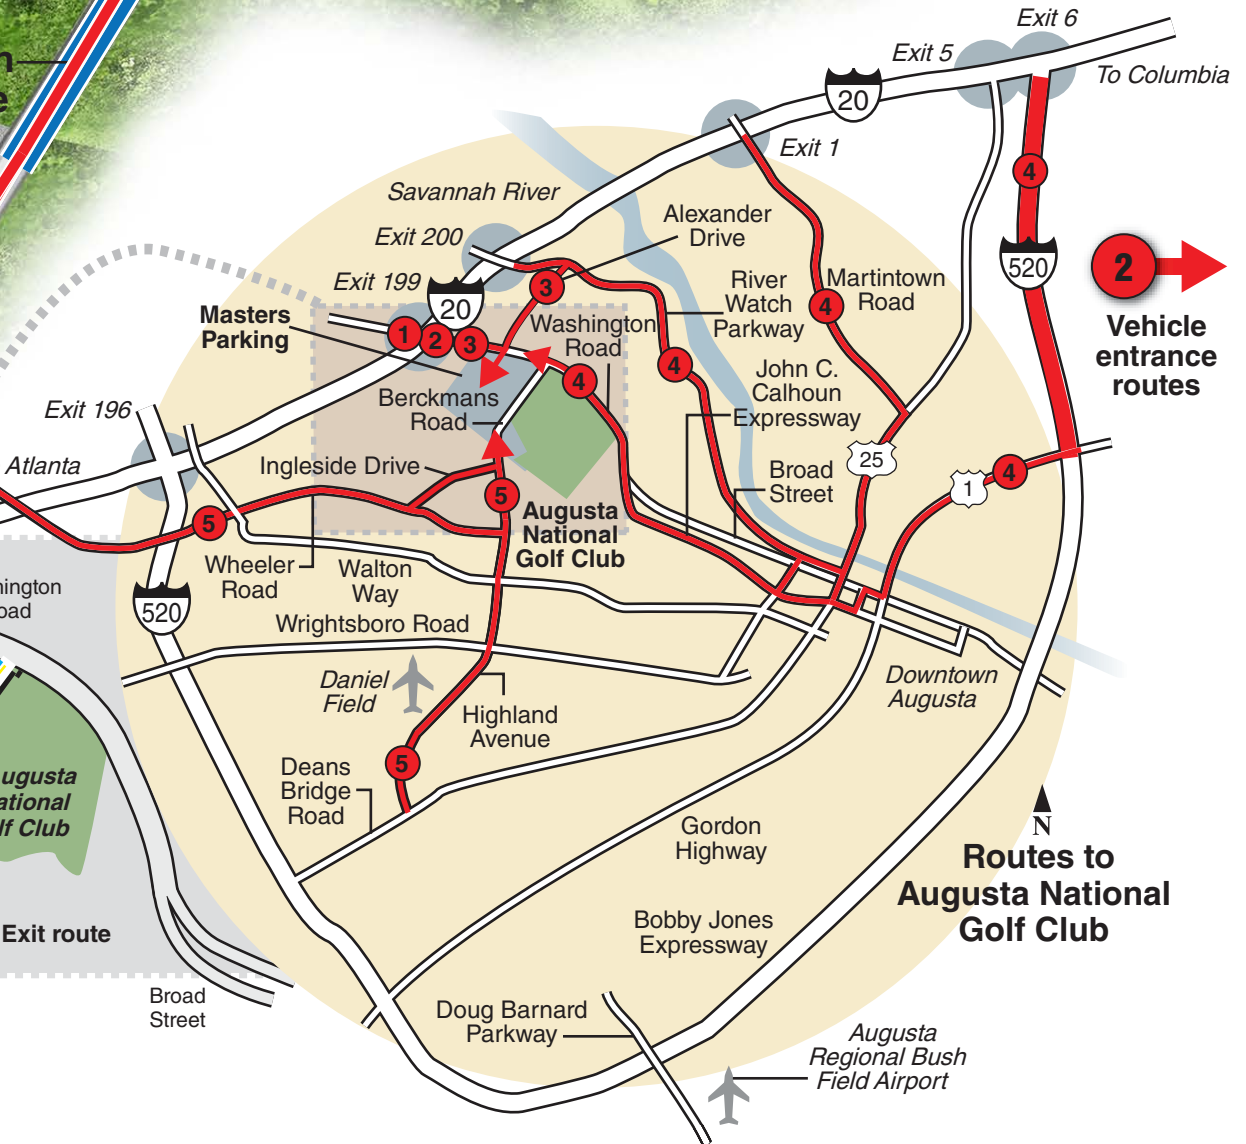 Exit 6
Exit 5
To Columbia
20
Exit 1
4
Savannah River
Alexander
Drive
Exit 200
520
2
Exit 199
3
River
Watch
Parkway
Martintown
Road
4
20
Masters
Parking
Washington
Road
1
2
3
Vehicle
entrance
routes
4
4
John C.
Calhoun
Expressway
Berckmans
Road
Exit 196
Atlanta
Ingleside Drive
25
Broad
Street
1
4
5
5
Augusta
National
Golf Club
Wheeler
Road
Walton
Way
520
Wrightsboro Road
Daniel
Field
Downtown
Augusta
Highland
Avenue
5
Deans
Bridge
Road
Gordon
Highway
N
Routes to
Augusta National
Golf Club
Bobby Jones
Expressway
Exit route
Broad
Street
Doug Barnard
Parkway
Augusta
Regional Bush
Field Airport